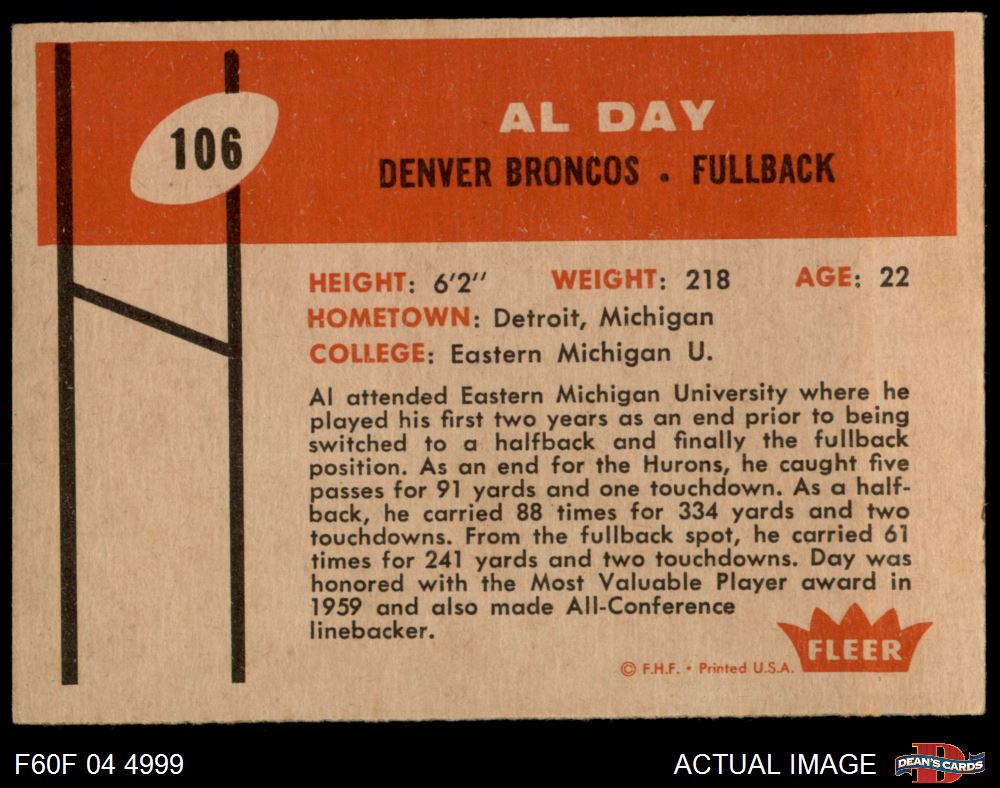 106
AL DAY
DENVER BRONCOS . FULLBACK
HEIGHT: 6'2" WEIGHT: 218 AGE: 22
HOMETOWN: Detroit, Michigan
COLLEGE: Eastern Michigan U.
Al attended Eastern Michigan University where he
played his first two years as an end prior to being
switched to a halfback and finally the fullback
position. As an end for the Hurons, he caught five
passes for 91 yards and one touchdown. As a half-
back, he carried 88 times for 334 yards and two
touchdowns. From the fullback spot, he carried 61
times for 241 yards and two touchdowns. Day was
honored with the Most Valuable Player award in
1959 and also made All-Conference
linebacker.
FLEER
© F.H.F. • Printed U.S.A.
F60F 04 4999
ACTUAL IMAGE
DEAN'S CARDS